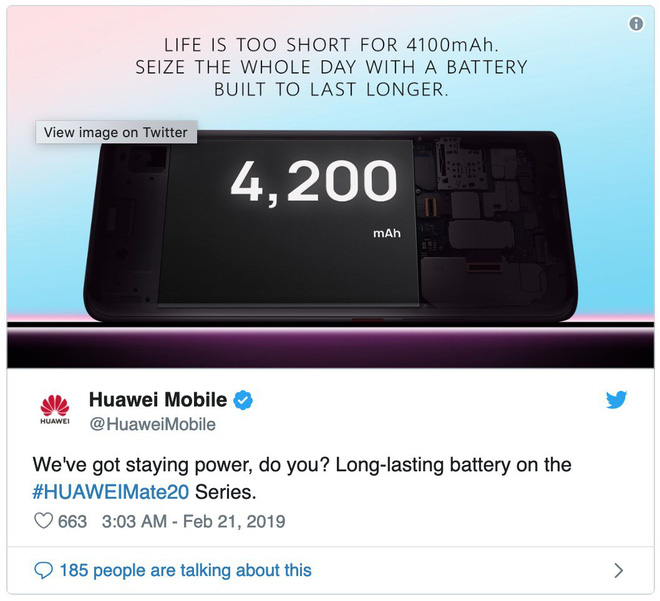 LIFE IS TOO SHORT FOR 4100mAh.
SEIZE THE WHOLE DAY WITH A BATTERY
BUILT TO LAST LONGER.
View image on Twitter
4,200
mAh
HUAWEI
Huawei Mobile
@HuaweiMobile
We've got staying power, do you? Long-lasting battery on the
#HUAWEIMate20 Series.
663 3:03 AM - Feb 21, 2019
185 people are talking about this